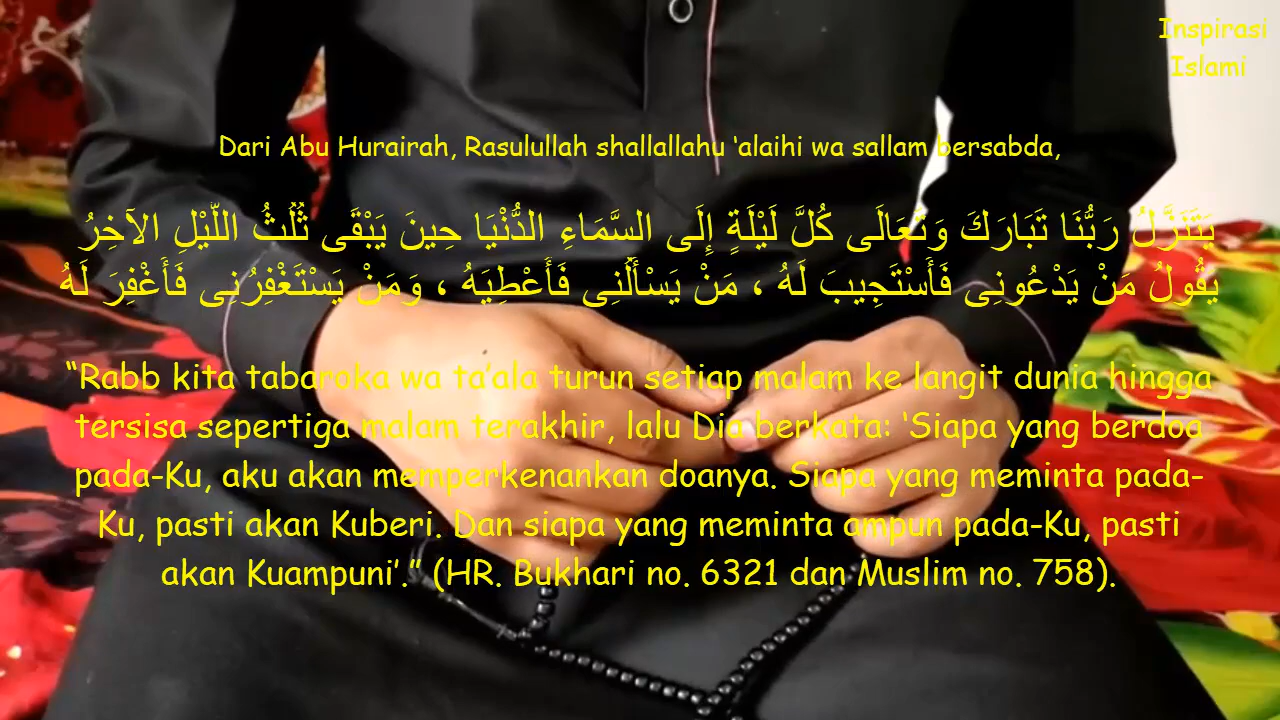 Inspirasi
Islami
Dari Abu Hurairah, Rasulullah shallallahu ‘alaihi wa sallam bersabda,
يَتَنَزَّلُ رَبُّنَا تَبَارَكَ وَتَعَالَى كُلَّ لَيْلَةٍ إِلَى السَّمَاءِ الدُّنْيَا حِينَ يَبْقَى ثُلُثُ اللَّيْلِ الآخِرُ
يَقُولُ مَنْ يَدْعُونِى فَأَسْتَجِيبَ لَهُ ، مَنْ يَسْأَلُنِى فَأُعْطِيَهُ ، وَمَنْ يَسْتَغْفِرُنِى فَأَغْفِرَ لَهُ
“Rabb kita tabaroka wa ta’ala turun setiap malam ke langit dunia hingga
tersisa sepertiga malam terakhir, lalu Dia berkata: ‘Siapa yang berdoa
pada-Ku, aku akan memperkenankan doanya. Siapa yang meminta pada-
Ku, pasti akan Kuberi. Dan siapa yang meminta ampun pada-Ku, pasti
akan Kuampuni’.” (HR. Bukhari no. 6321 dan Muslim no. 758).